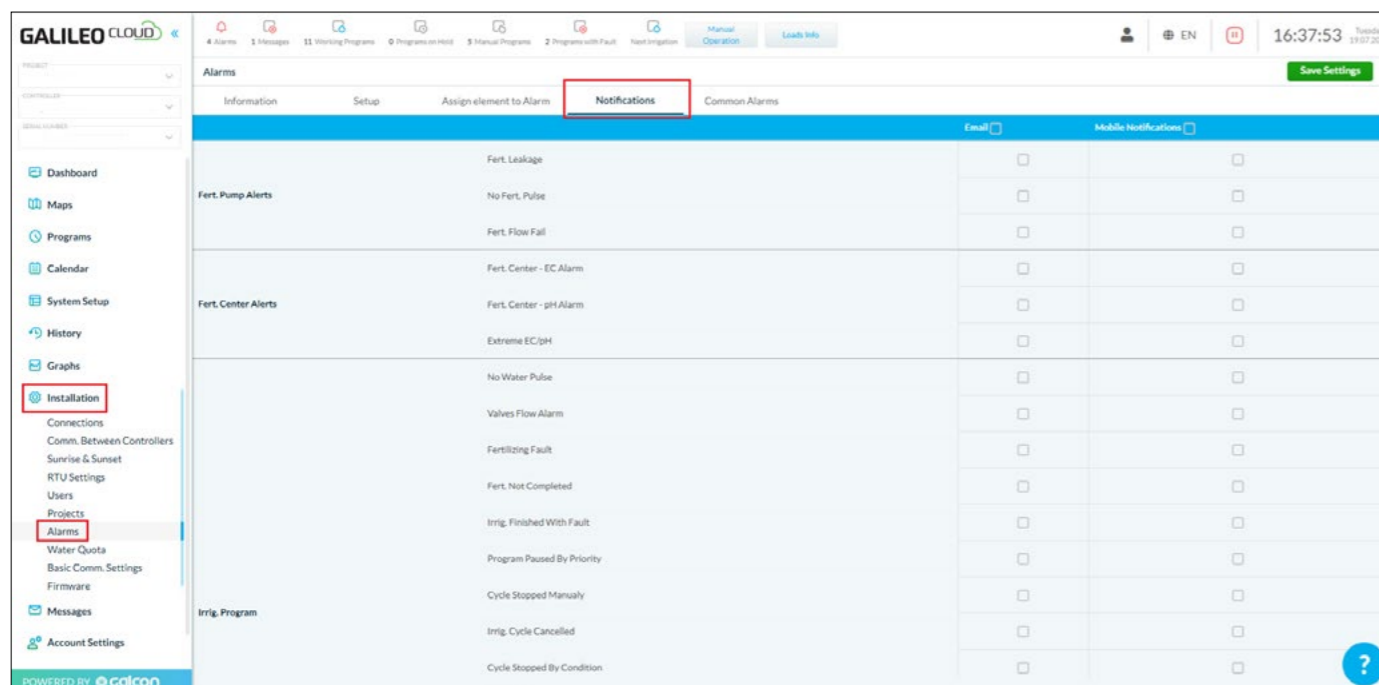 GALILEO CLOUD «
4 Alarms 1 Messages 11 Working Programs 0 Programs on Hold 5 Manual Programs 2 Programs with Fault Next Irrigation
Manual Operation
Loads Info
EN
16:37:53
PROJECT
CONTROLLER
SERIAL NUMBER
Dashboard
Maps
Programs
Calendar
System Setup
History
Graphs
Installation
Connections
Comm. Between Controllers
Sunrise & Sunset
RTU Settings
Users
Projects
Alarms
Water Quota
Basic Comm. Settings
Firmware
Messages
Account Settings
POWERED BY galcon
Alarms
Save Settings
Information Setup Assign element to Alarm Notifications Common Alarms
Email Mobile Notifications
Fert. Leakage
Fert. Pump Alerts No Fert. Pulse
Fert. Flow Fail
Fert. Center - EC Alarm
Fert. Center Alerts Fert. Center - pH Alarm
Extreme EC/pH
No Water Pulse
Valves Flow Alarm
Fertilizing Fault
Fert. Not Completed
Irrig. Finished With Fault
Program Paused By Priority
Cycle Stopped Manualy
Irrig. Program
Irrig. Cycle Cancelled
Cycle Stopped By Condition
?